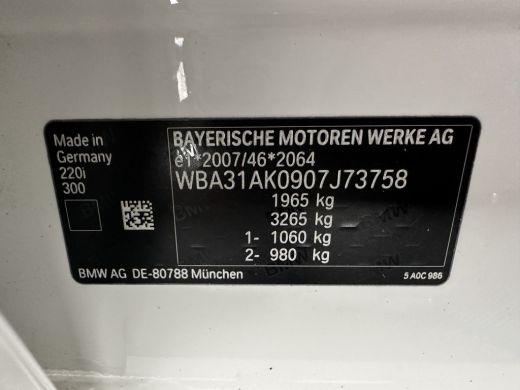 BAYERISCHE MOTOREN WERKE AG
Made in
Germany
220i
300
e1*2007/46*2064
WBA31AK0907J73758
1965 kg
3265 kg
1- 1060 kg
2- 980 kg
BMW AG DE-80788 München
5 A0C 986